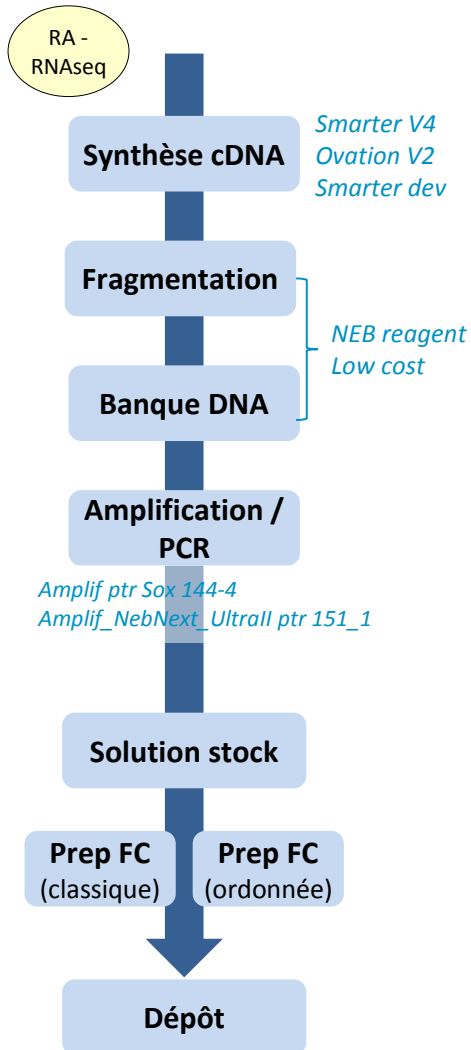 RA -
RNAseq
Synthèse cDNA
Smarter V4
Ovation V2
Smarter dev
Fragmentation
NEB reagent
Low cost
Banque DNA
Amplification /
PCR
Amplif ptr Sox 144-4
Amplif_NebNext_UltraII ptr 151_1
Solution stock
Prep FC
(classique)
Prep FC
(ordonnée)
Dépôt